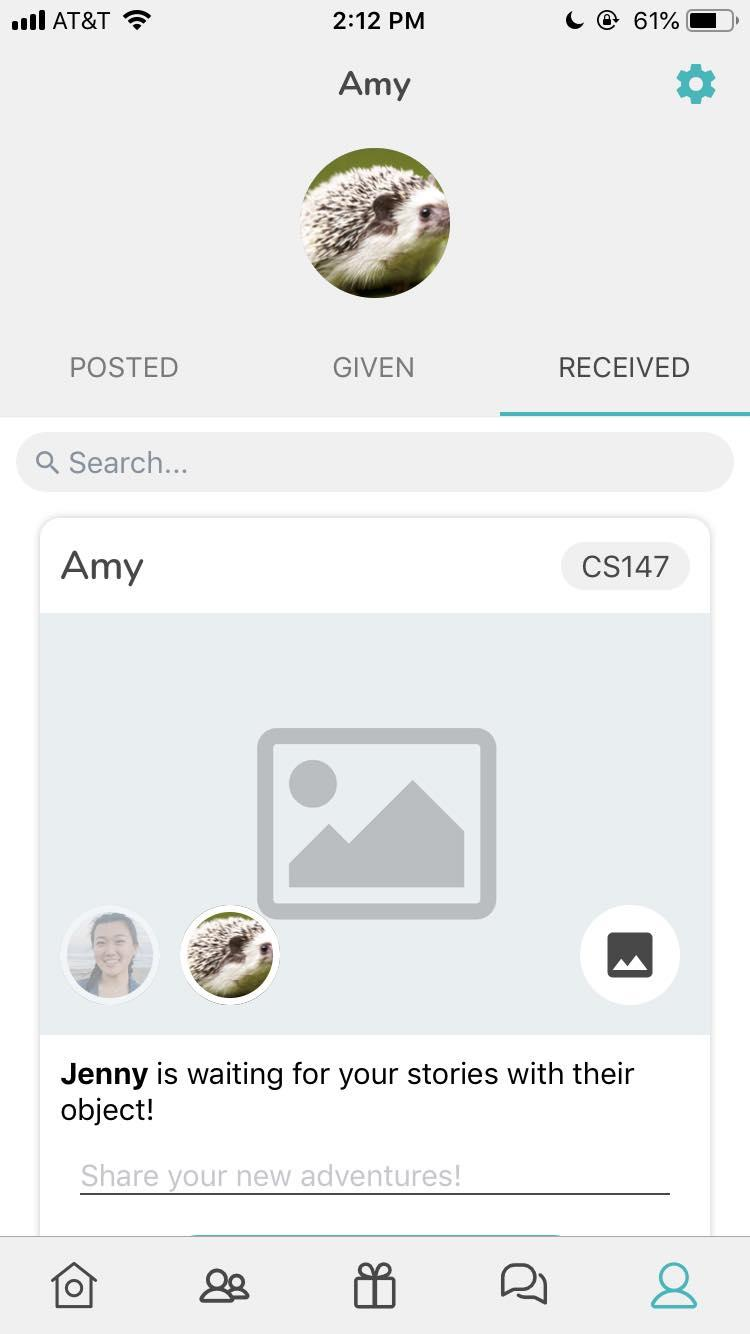 AT&T 2:12 PM 61%
Amy
POSTED GIVEN RECEIVED
Search...
Amy CS147
Jenny is waiting for your stories with their
object!
Share your new adventures!